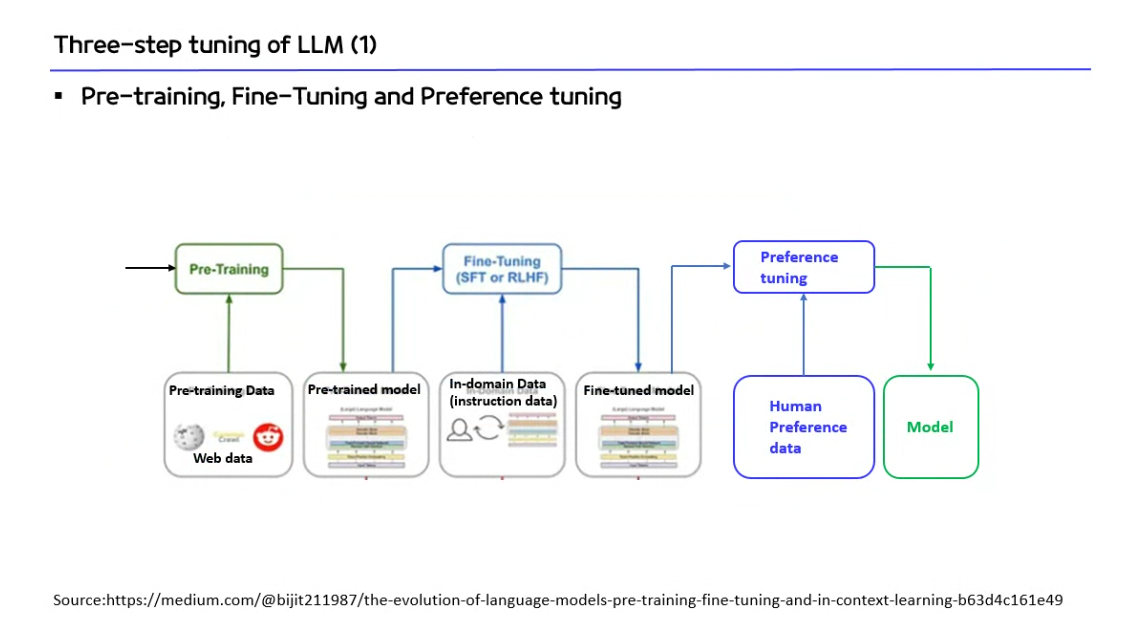 Three-step tuning of LLM (1)
▪ Pre-training, Fine-Tuning and Preference tuning
Pre-Training
Fine-Tuning
(SFT or RLHF)
Preference
tuning
Pre-training Data
Web data
Pre-trained model
In-domain Data
(instruction data)
Fine-tuned model
Human
Preference
data
Model
Source:https://medium.com/@bijit211987/the-evolution-of-language-models-pre-training-fine-tuning-and-in-context-learning-b63d4c161e49